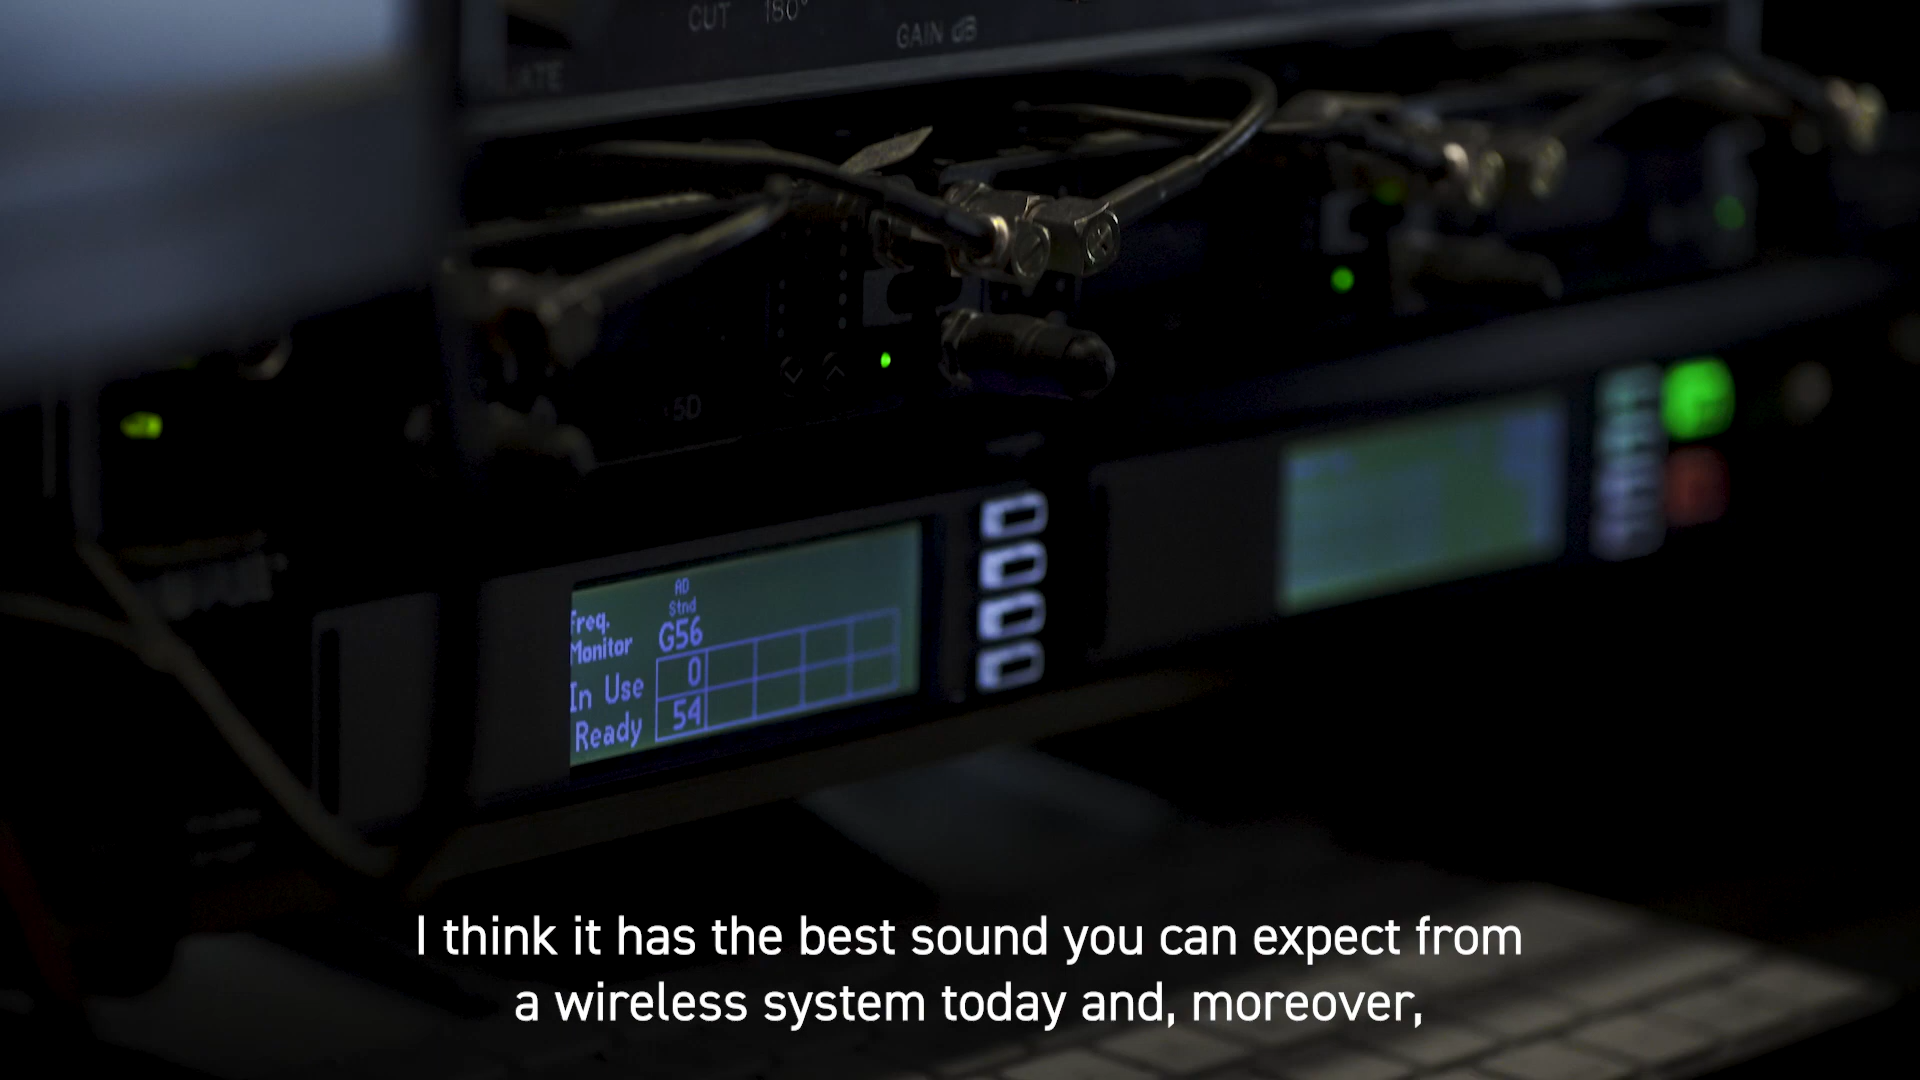 CUT 180°
GAIN dB
AD
Stnd
Freq.
Monitor
G56
In Use
0
Ready
54
I think it has the best sound you can expect from
a wireless system today and, moreover,